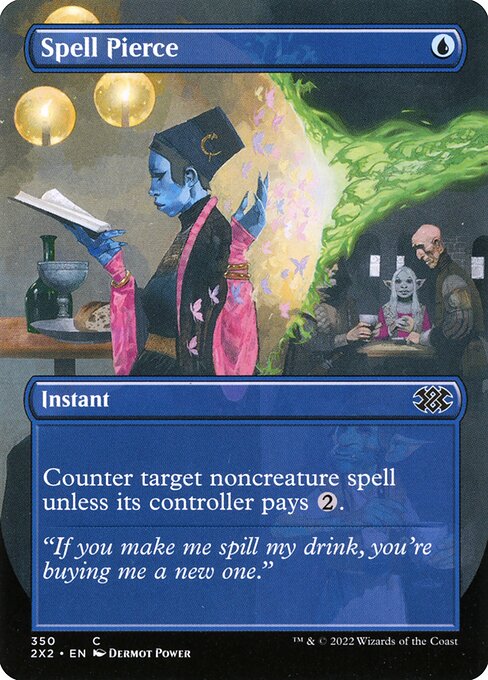 Spell Pierce
Instant
Counter target noncreature spell
unless its controller pays 2.
“If you make me spill my drink, you’re
buying me a new one.”
350 C
2X2 • EN Dermot Power
™ & © 2022 Wizards of the Coast